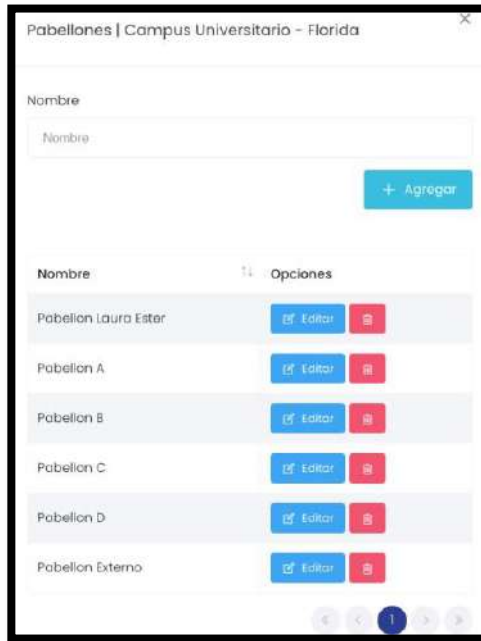 Pabellones | Campus Universitario - Florida
Nombre
Nombre
+ Agregar
Nombre Opciones
Pabellon Laura Ester Editar
Pabellon A Editar
Pabellon B Editar
Pabellon C Editar
Pabellon D Editar
Pabellon Externo Editar
« < 1 > »